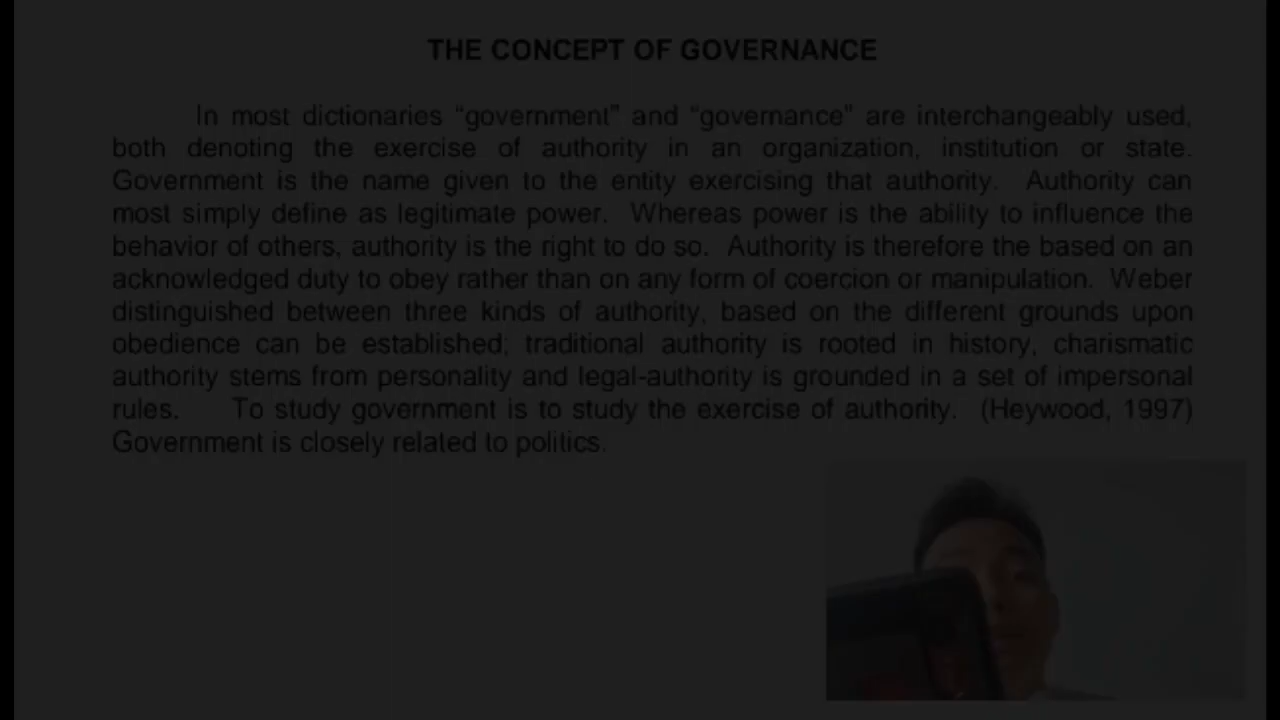 THE CONCEPT OF GOVERNANCE
In most dictionaries “government” and “governance” are interchangeably used,
both denoting the exercise of authority in an organization, institution or state.
Government is the name given to the entity exercising that authority. Authority can
most simply define as legitimate power. Whereas power is the ability to influence the
behavior of others, authority is the right to do so. Authority is therefore the based on an
acknowledged duty to obey rather than on any form of coercion or manipulation. Weber
distinguished between three kinds of authority, based on the different grounds upon
obedience can be established; traditional authority is rooted in history, charismatic
authority stems from personality and legal-authority is grounded in a set of impersonal
rules. To study government is to study the exercise of authority. (Heywood, 1997)
Government is closely related to politics.